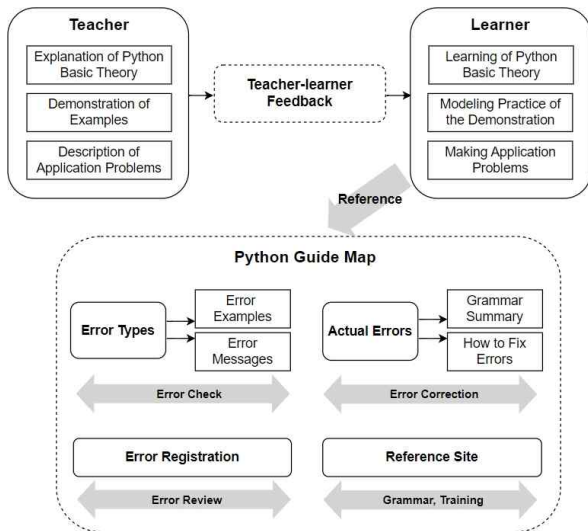 Teacher
Explanation of Python
Basic Theory
Demonstration of
Examples
Description of
Application Problems
Teacher-learner
Feedback
Learner
Learning of Python
Basic Theory
Modeling Practice of
the Demonstration
Making Application
Problems
Reference
Python Guide Map
Error Types
Error
Examples
Error
Messages
Actual Errors
Grammar
Summary
How to Fix
Errors
Error Check
Error Correction
Error Registration
Reference Site
Error Review
Grammar, Training